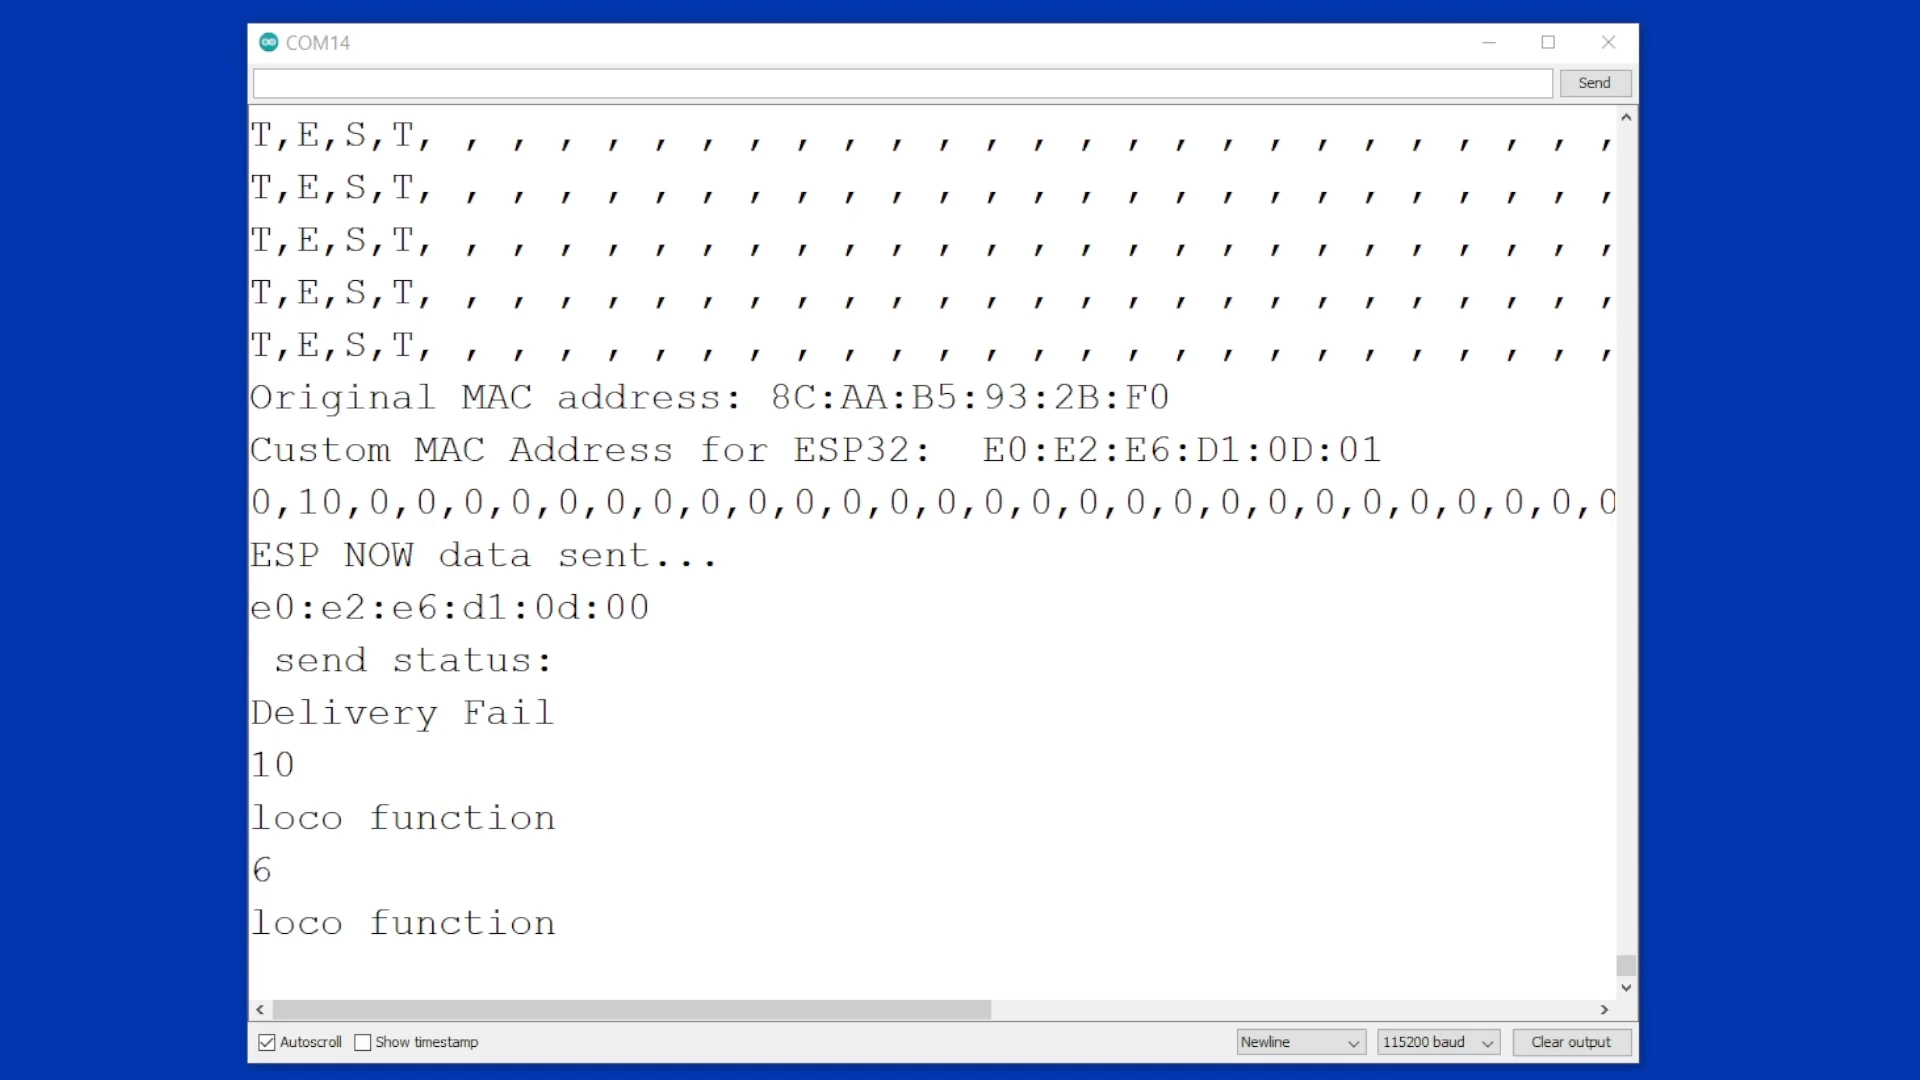 COM14
Send
T,E,S,T, , , , , , , , , , , , , , , , , , , , , , , , , ,
T,E,S,T, , , , , , , , , , , , , , , , , , , , , , , , , ,
T,E,S,T, , , , , , , , , , , , , , , , , , , , , , , , , ,
T,E,S,T, , , , , , , , , , , , , , , , , , , , , , , , , ,
T,E,S,T, , , , , , , , , , , , , , , , , , , , , , , , , ,
Original MAC address: 8C:AA:B5:93:2B:F0
Custom MAC Address for ESP32:  E0:E2:E6:D1:0D:01
0,10,0,0,0,0,0,0,0,0,0,0,0,0,0,0,0,0,0,0,0,0,0,0,0,0,0,0,0
ESP NOW data sent...
e0:e2:e6:d1:0d:00
 send status:
Delivery Fail
10
loco function
6
loco function
Autoscroll Show timestamp Newline 115200 baud Clear output